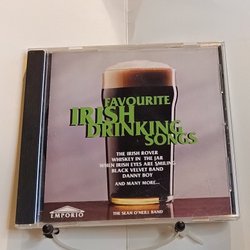 FAVOURITE
IRISH
DRINKING
SONGS
THE IRISH ROVER
WHISKEY IN THE JAR
WHEN IRISH EYES ARE SMILING
BLACK VELVET BAND
DANNY BOY
AND MANY MORE...
EMPORIO
THE SEAN O'NEILL BAND